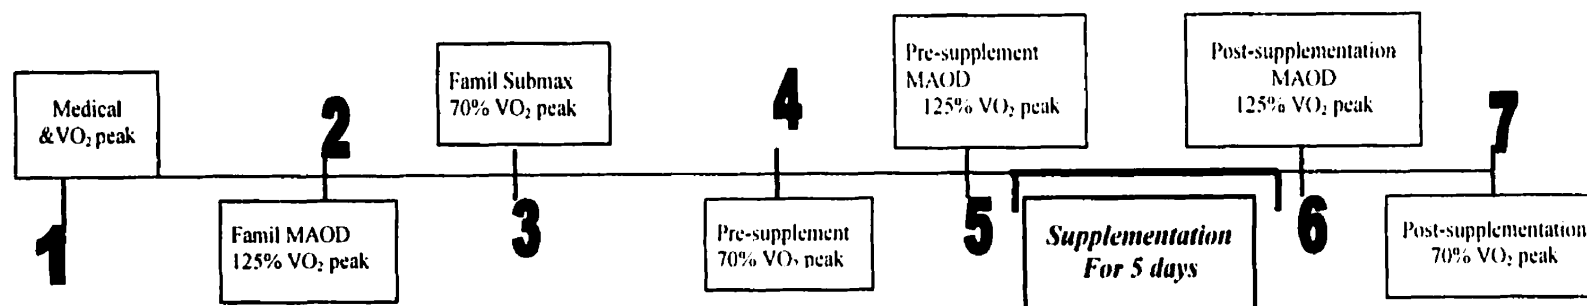 Medical
&VO₂ peak
1
2
Famil MAOD
125% VO₂ peak
Famil Submax
70% VO₂ peak
3
4
Pre-supplement
70% VO₂ peak
Pre-supplement
MAOD
125% VO₂ peak
5
Supplementation
For 5 days
Post-supplementation
MAOD
125% VO₂ peak
6
7
Post-supplementation
70% VO₂ peak